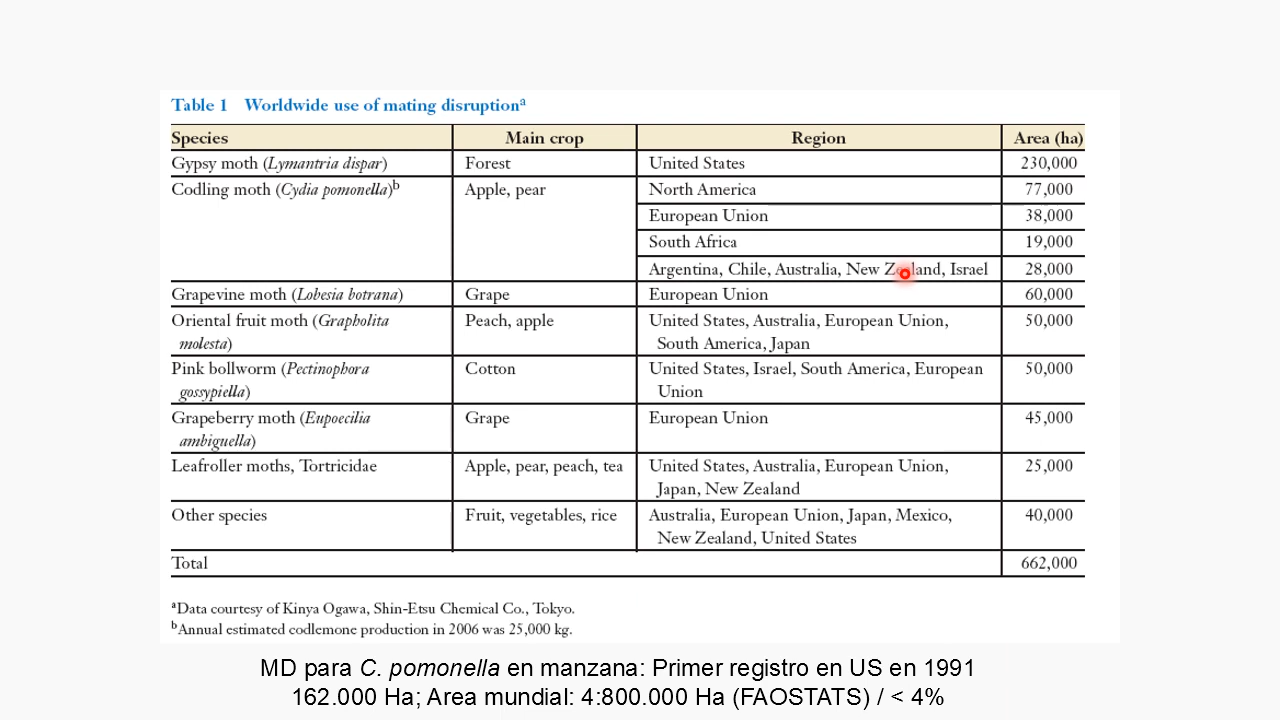 Table 1 Worldwide use of mating disruptionᵃ
Species Main crop Region Area (ha)
Gypsy moth (Lymantria dispar) Forest United States 230,000
Codling moth (Cydia pomonella)ᵇ Apple, pear North America 77,000
European Union 38,000
South Africa 19,000
Argentina, Chile, Australia, New Zealand, Israel 28,000
Grapevine moth (Lobesia botrana) Grape European Union 60,000
Oriental fruit moth (Grapholita Peach, apple United States, Australia, European Union, 50,000
molesta) South America, Japan
Pink bollworm (Pectinophora Cotton United States, Israel, South America, European 50,000
gossypiella) Union
Grapeberry moth (Eupoecilia Grape European Union 45,000
ambiguella)
Leafroller moths, Tortricidae Apple, pear, peach, tea United States, Australia, European Union, 25,000
Japan, New Zealand
Other species Fruit, vegetables, rice Australia, European Union, Japan, Mexico, 40,000
New Zealand, United States
Total 662,000
ᵃData courtesy of Kinya Ogawa, Shin-Etsu Chemical Co., Tokyo.
ᵇAnnual estimated codlemone production in 2006 was 25,000 kg.
MD para C. pomonella en manzana: Primer registro en US en 1991
162.000 Ha; Area mundial: 4:800.000 Ha (FAOSTATS) / < 4%